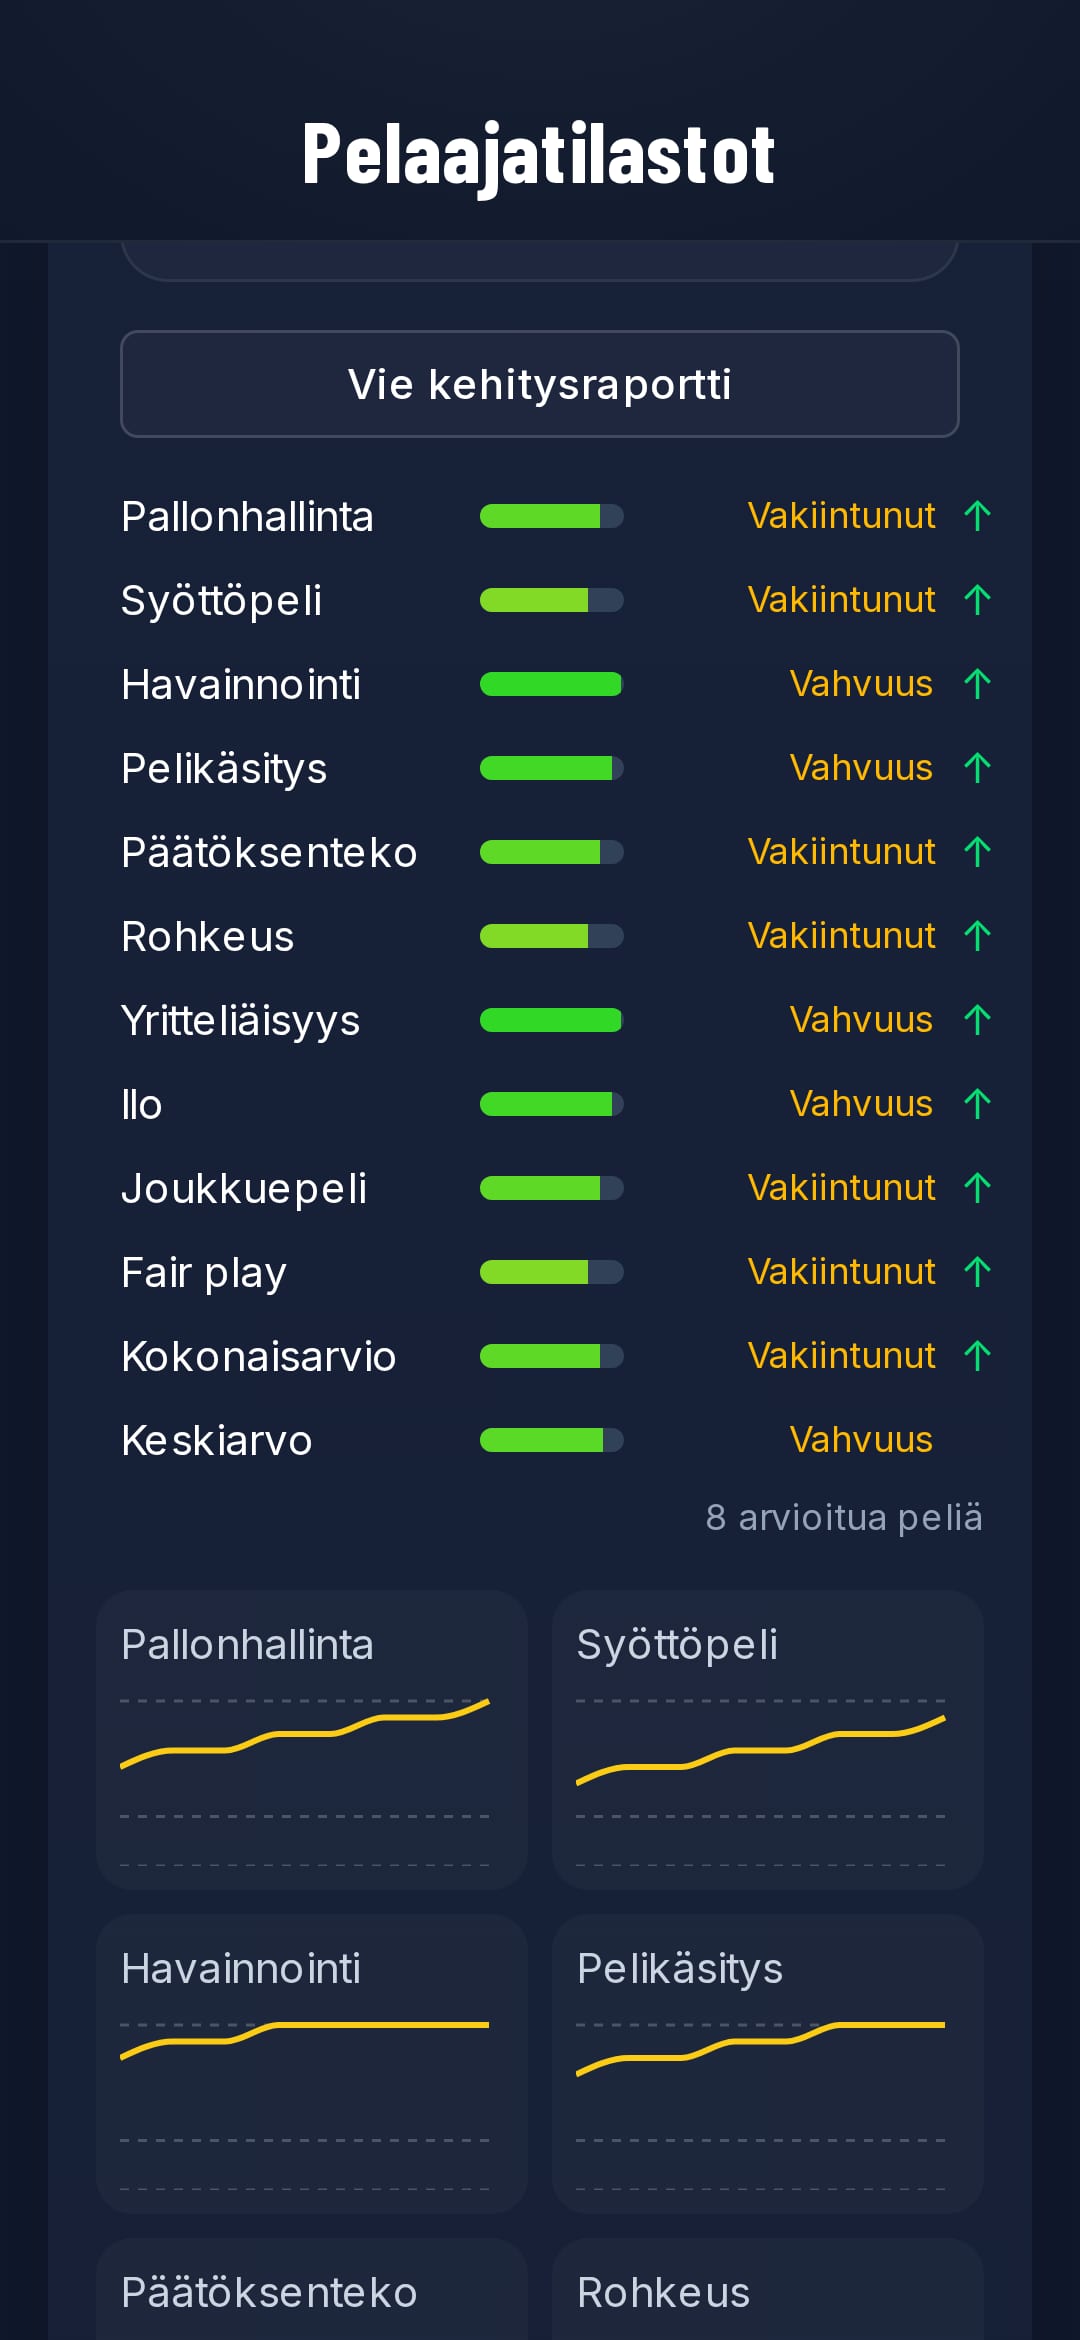 Pelaajatilastot
Vie kehitysraportti
Pallonhallinta Vakiintunut ↑
Syöttöpeli Vakiintunut ↑
Havainnointi Vahvuus ↑
Pelikäsitys Vahvuus ↑
Päätöksenteko Vakiintunut ↑
Rohkeus Vakiintunut ↑
Yritteliäisyys Vahvuus ↑
Ilo Vahvuus ↑
Joukkuepeli Vakiintunut ↑
Fair play Vakiintunut ↑
Kokonaisarvio Vakiintunut ↑
Keskiarvo Vahvuus
8 arvioitua peliä
Pallonhallinta
Syöttöpeli
Havainnointi
Pelikäsitys
Päätöksenteko
Rohkeus